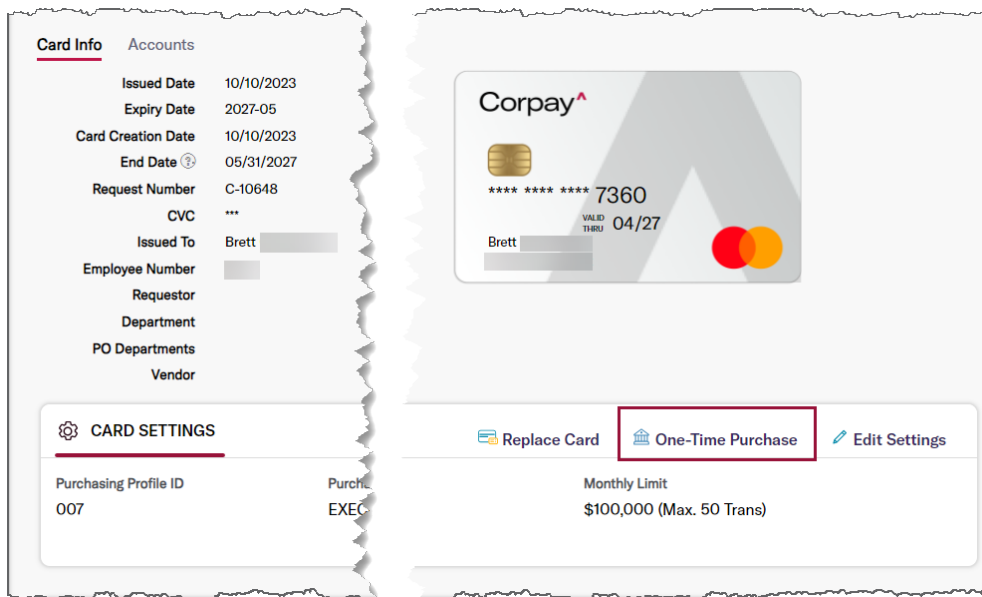 Card Info Accounts
Issued Date 10/10/2023
Expiry Date 2027-05
Card Creation Date 10/10/2023
End Date ? 05/31/2027
Request Number C-10648
CVC ***
Issued To Brett
Employee Number
Requestor
Department
PO Departments
Vendor
Corpay^
**** **** **** 7360
VALID THRU 04/27
Brett
CARD SETTINGS
Replace Card One-Time Purchase Edit Settings
Purchasing Profile ID
007
EXEC
Monthly Limit
$100,000 (Max. 50 Trans)